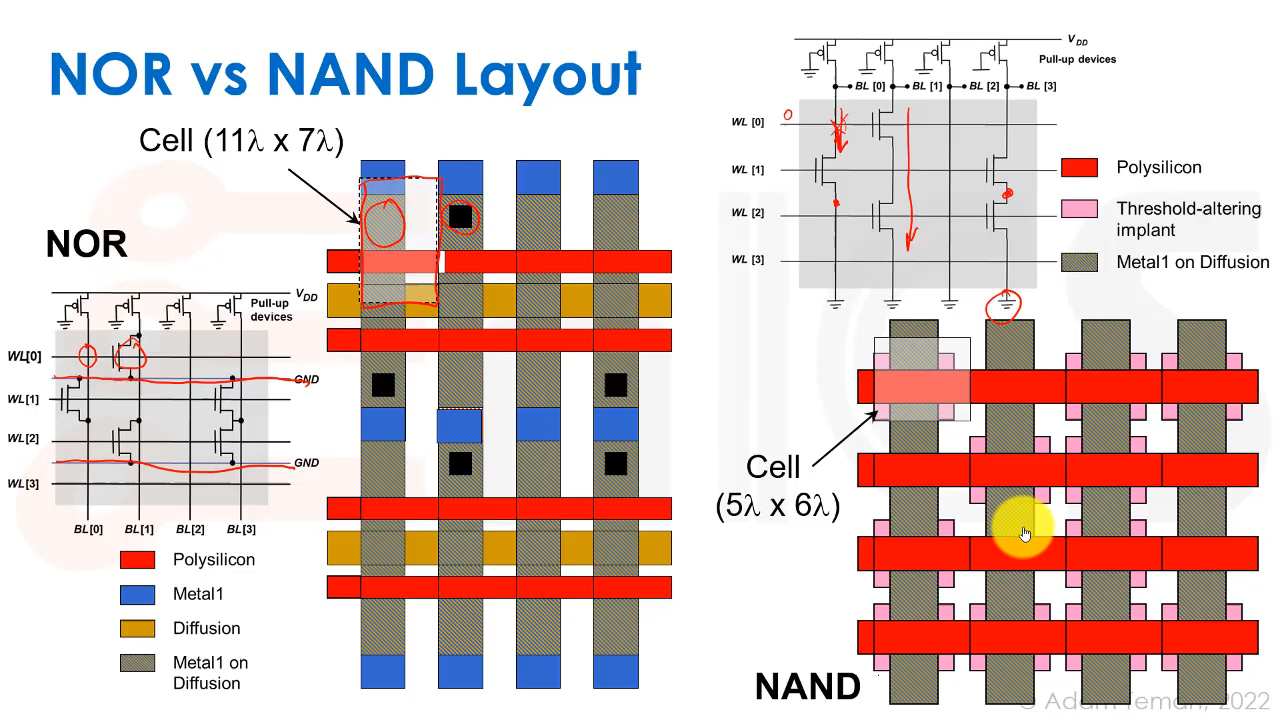 NOR vs NAND Layout
Cell (11λ x 7λ)
NOR
Pull-up
devices
VDD
WL[0]
GND
WL[1]
WL[2]
GND
WL[3]
BL[0] BL[1] BL[2] BL[3]
Polysilicon
Metal1
Diffusion
Metal1 on
Diffusion
VDD
Pull-up devices
BL [0] BL [1] BL [2] BL [3]
WL [0]
0
WL [1]
WL [2]
WL [3]
Polysilicon
Threshold-altering
implant
Metal1 on Diffusion
Cell
(5λ x 6λ)
NAND
© Adam Teman, 2022